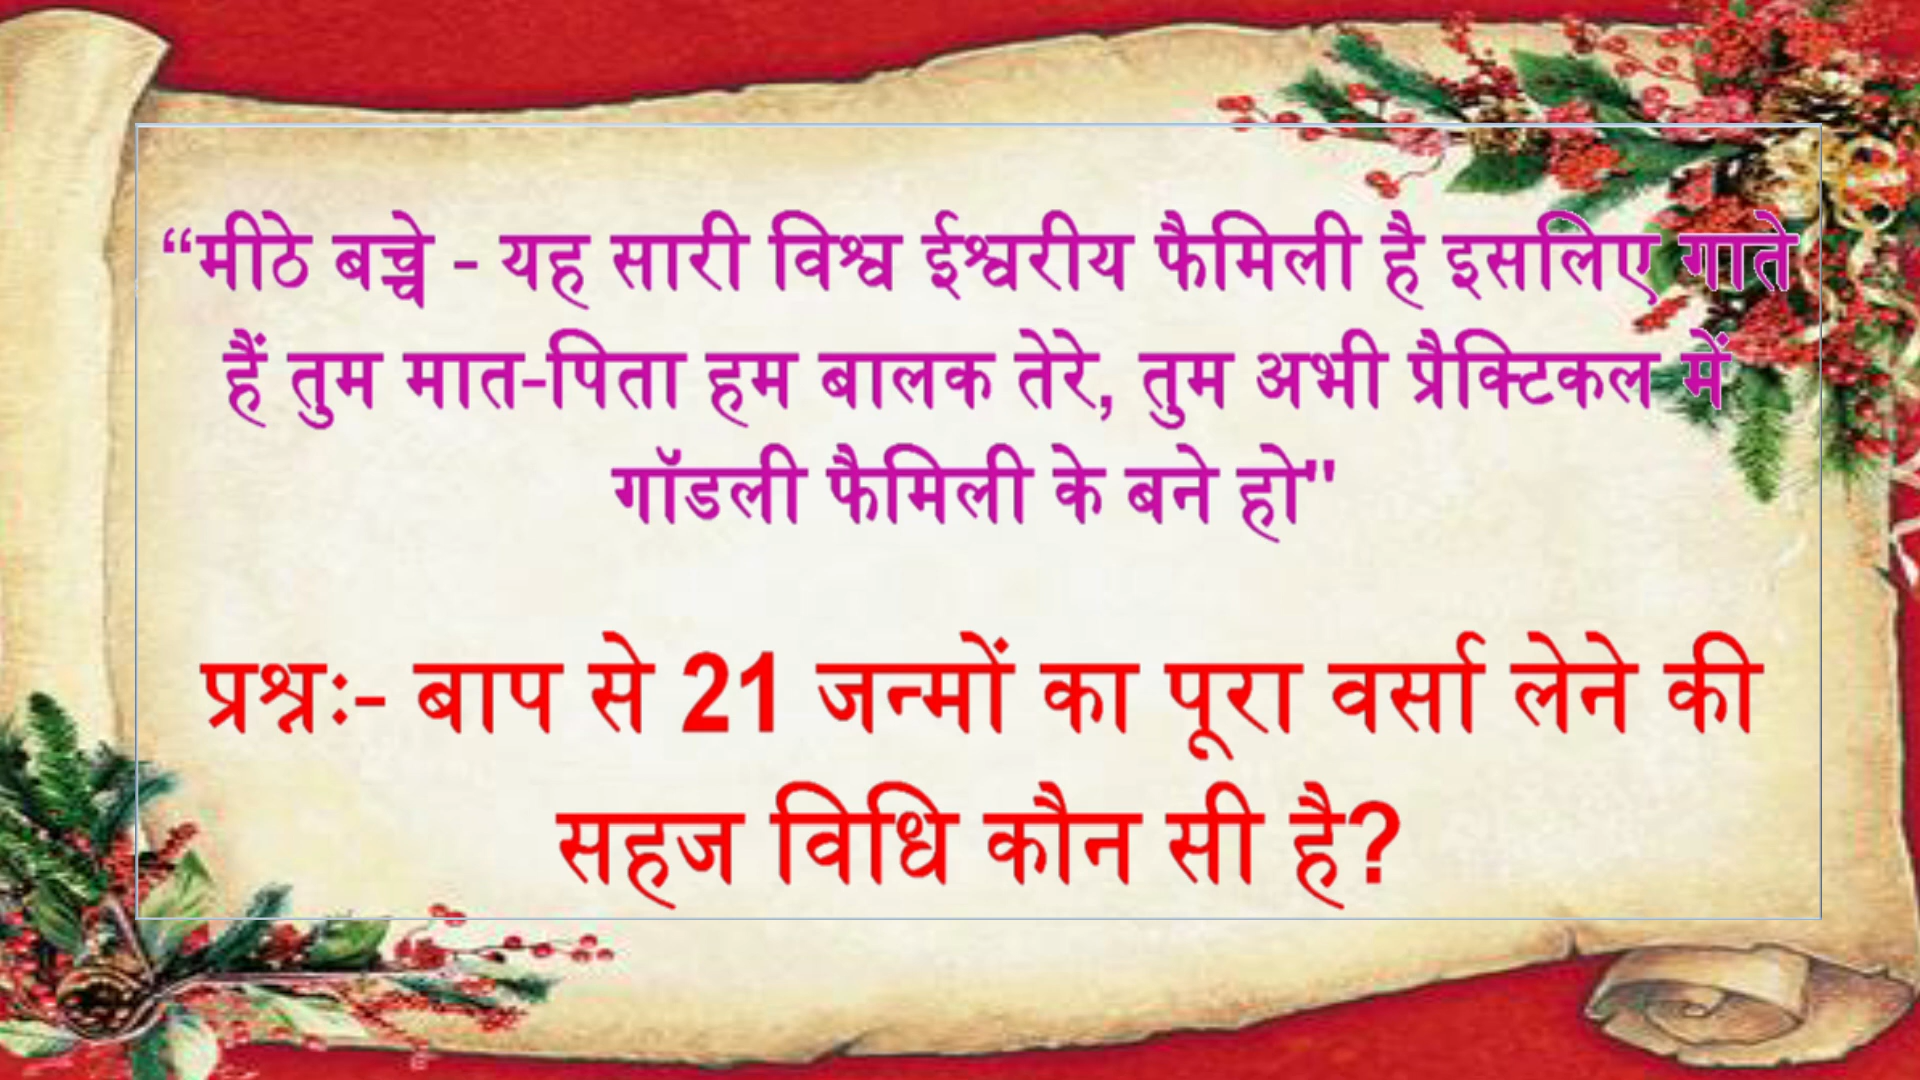 “मीठे बच्चे - यह सारी विश्व ईश्वरीय फैमिली है इसलिए गाते
हैं तुम मात-पिता हम बालक तेरे, तुम अभी प्रैक्टिकल में
गॉडली फैमिली के बने हो"
प्रश्नः- बाप से 21 जन्मों का पूरा वर्सा लेने की
सहज विधि कौन सी है?